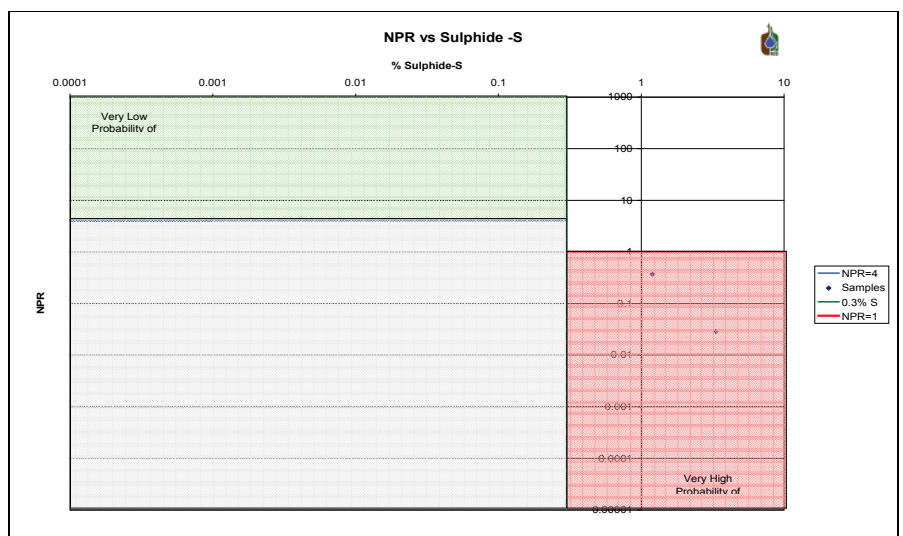 NPR vs Sulphide -S
% Sulphide-S
0.0001 0.001 0.01 0.1 1 10
Very Low
Probability of
1000
100
10
1
0.1
0.01
0.001
0.0001
0.00001
NPR
NPR=4
Samples
0.3% S
NPR=1
Very High
Probability of